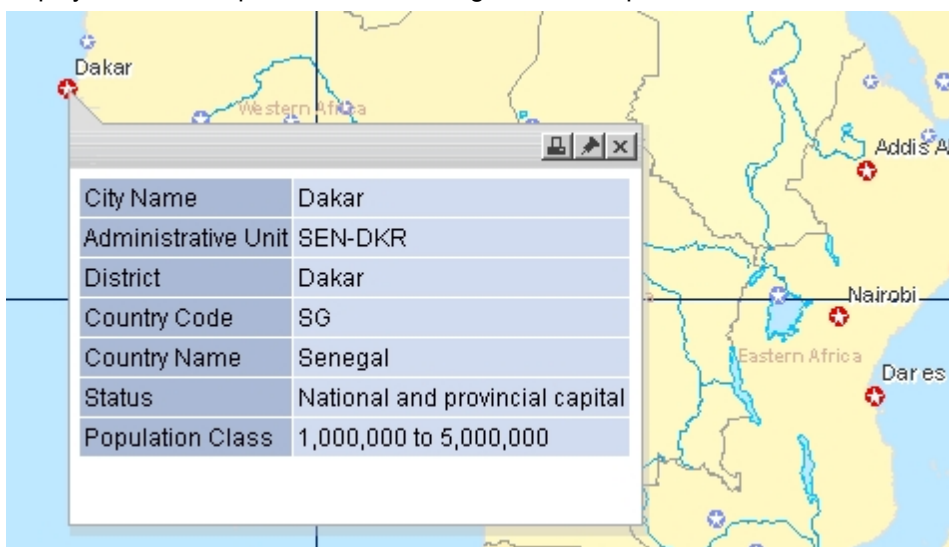 Dakar
Western Africa
Addis A
City Name Dakar
Administrative Unit SEN-DKR
District Dakar
Country Code SG
Country Name Senegal
Status National and provincial capital
Population Class 1,000,000 to 5,000,000
Nairobi
Eastern Africa
Dar es